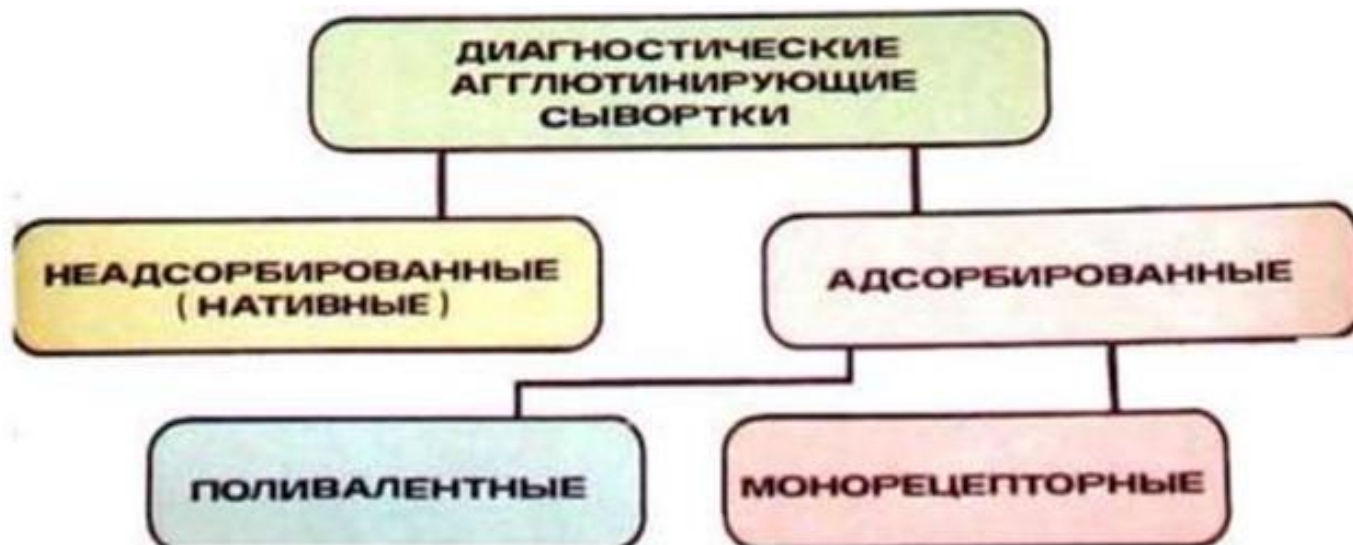 ДИАГНОСТИЧЕСКИЕ
АГГЛЮТИНИРУЮЩИЕ
СЫВОРТКИ
НЕАДСОРБИРОВАННЫЕ
( НАТИВНЫЕ )
АДСОРБИРОВАННЫЕ
ПОЛИВАЛЕНТНЫЕ
МОНОРЕЦЕПТОРНЫЕ